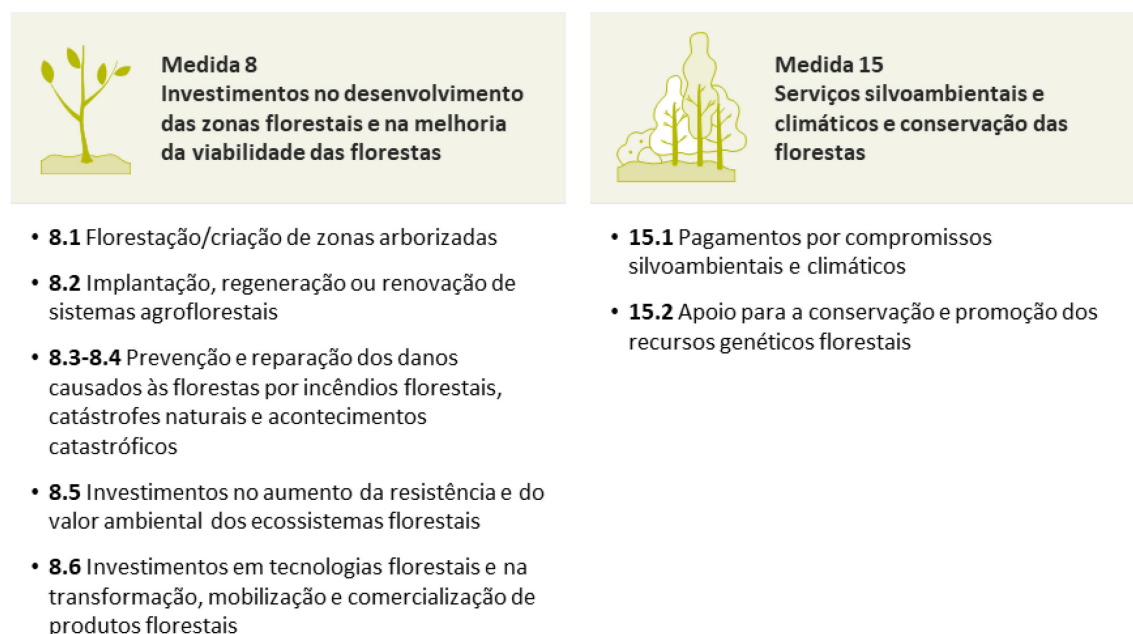 Medida 8
Investimentos no desenvolvimento
das zonas florestais e na melhoria
da viabilidade das florestas
• 8.1 Florestação/criação de zonas arborizadas
• 8.2 Implantação, regeneração ou renovação de
sistemas agroflorestais
• 8.3-8.4 Prevenção e reparação dos danos
causados às florestas por incêndios florestais,
catástrofes naturais e acontecimentos
catastróficos
• 8.5 Investimentos no aumento da resistência e do
valor ambiental dos ecossistemas florestais
• 8.6 Investimentos em tecnologias florestais e na
transformação, mobilização e comercialização de
produtos florestais
Medida 15
Serviços silvoambientais e
climáticos e conservação das
florestas
• 15.1 Pagamentos por compromissos
silvoambientais e climáticos
• 15.2 Apoio para a conservação e promoção dos
recursos genéticos florestais